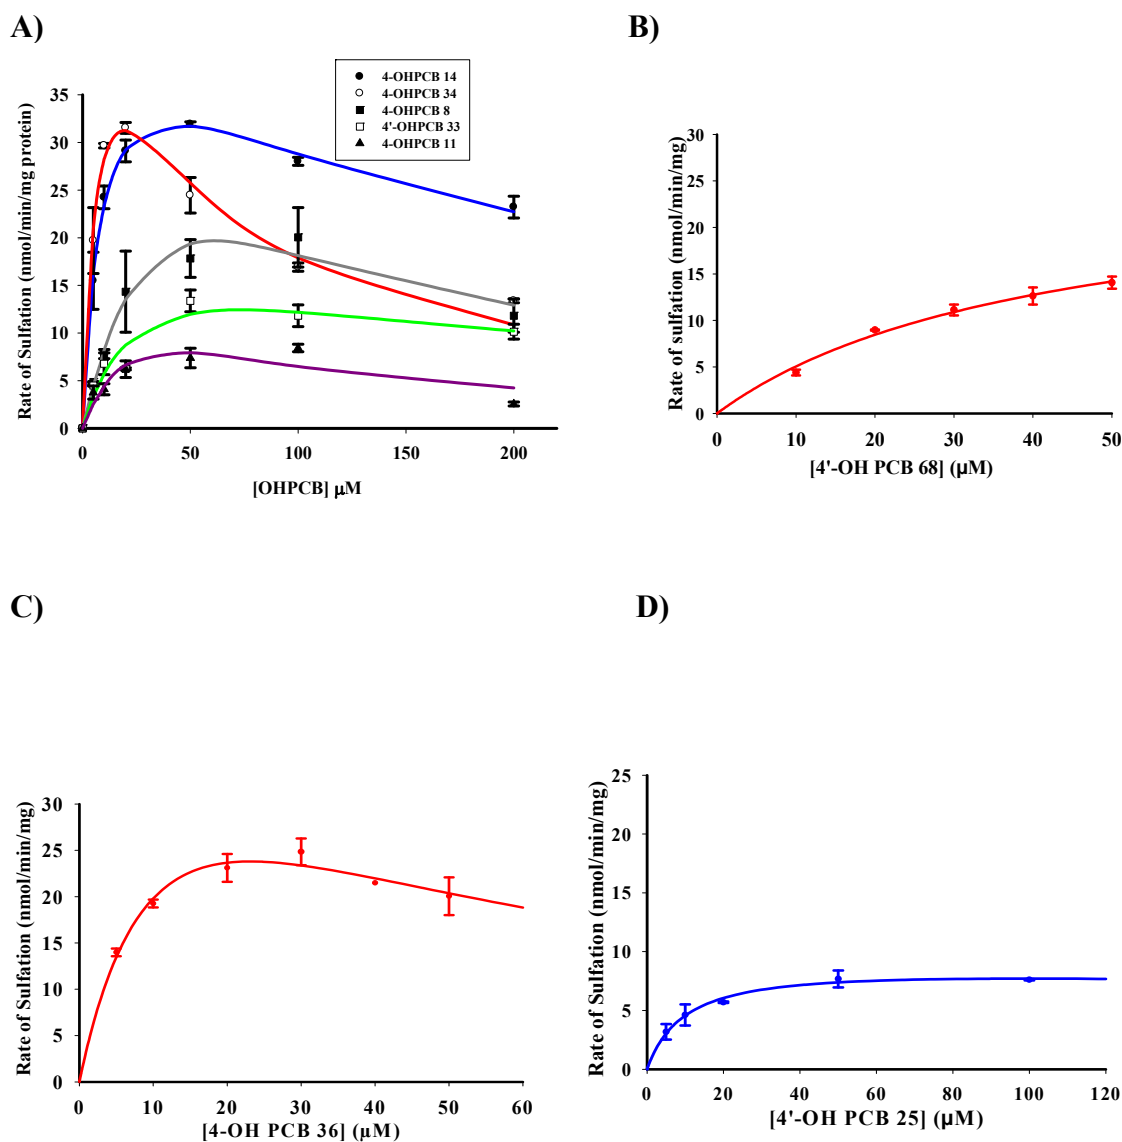 A)
4-OHPCB 14
4-OHPCB 34
4-OHPCB 8
4'-OHPCB 33
4-OHPCB 11
Rate of Sulfation (nmol/min/mg protein)
35
30
25
20
15
10
5
0
0 50 100 150 200
[OHPCB] µM
B)
Rate of sulfation (nmol/min/mg)
30
25
20
15
10
5
0
0 10 20 30 40 50
[4'-OH PCB 68] (µM)
C)
Rate of Sulfation (nmol/min/mg)
30
25
20
15
10
5
0
0 10 20 30 40 50 60
[4-OH PCB 36] (µM)
D)
Rate of Sulfation (nmol/min/mg)
25
20
15
10
5
0
0 20 40 60 80 100 120
[4'-OH PCB 25] (µM)